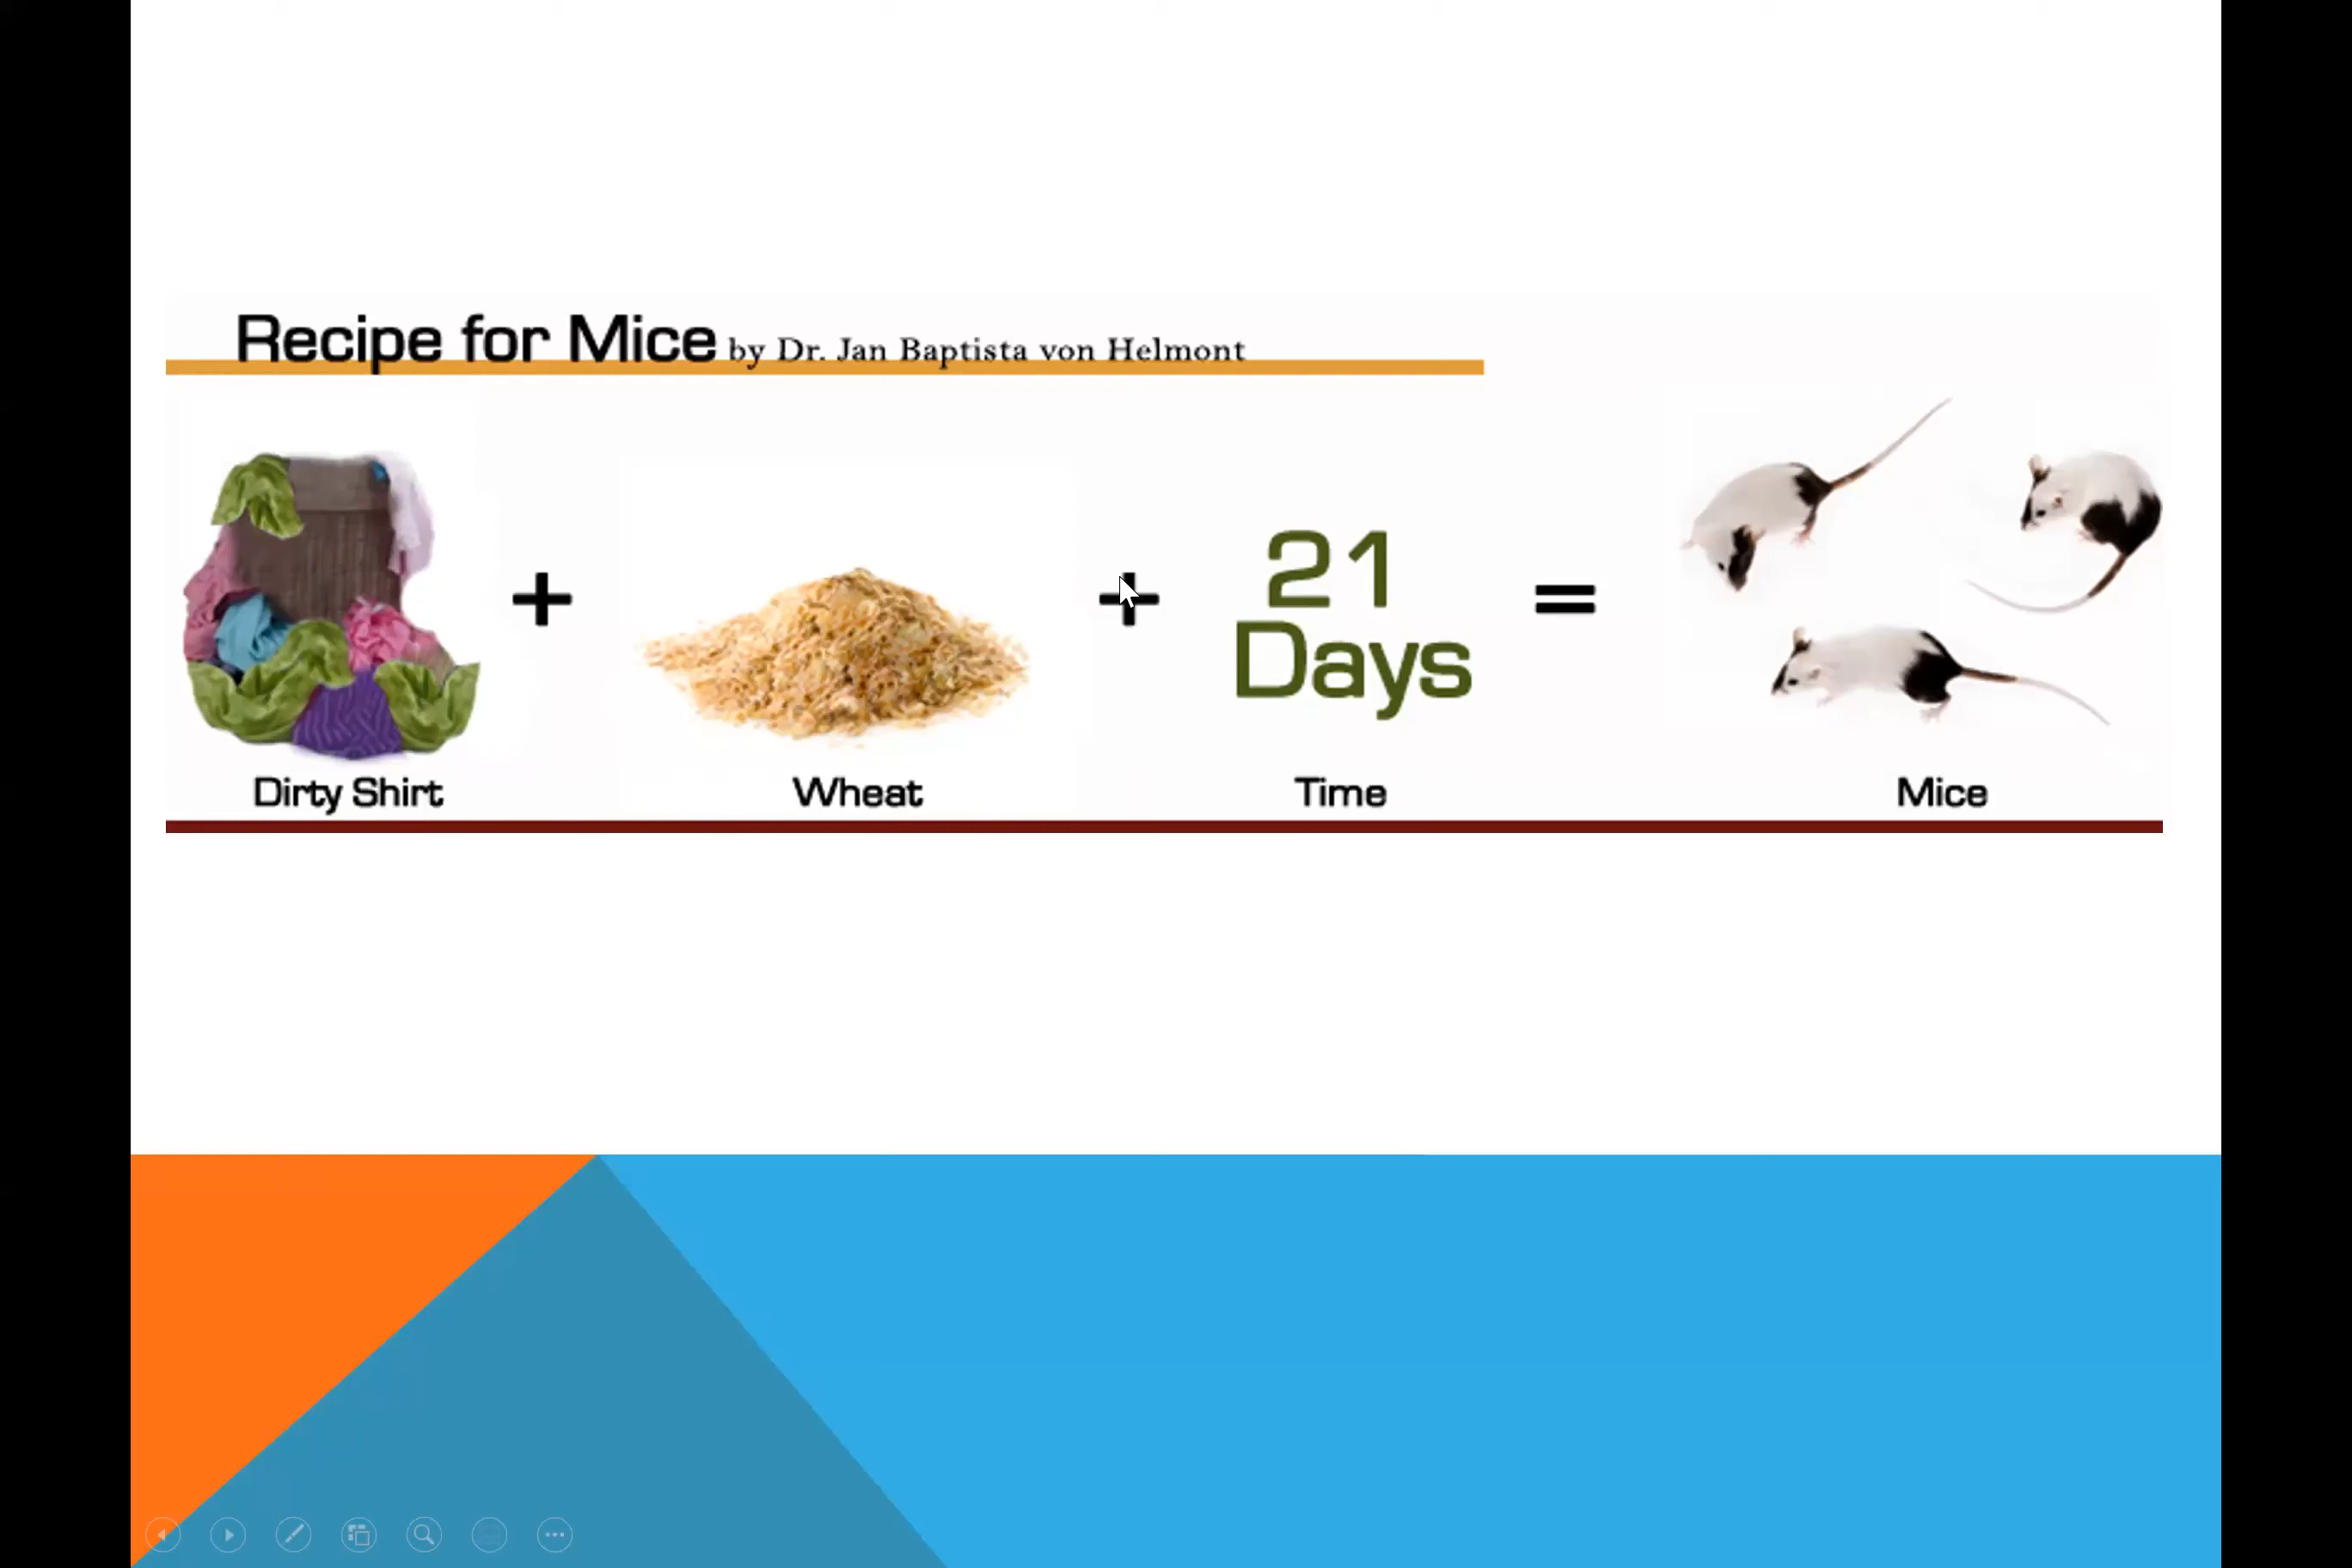 Recipe for Mice by Dr. Jan Baptista von Helmont
+ + 21 Days =
Dirty Shirt Wheat Time Mice